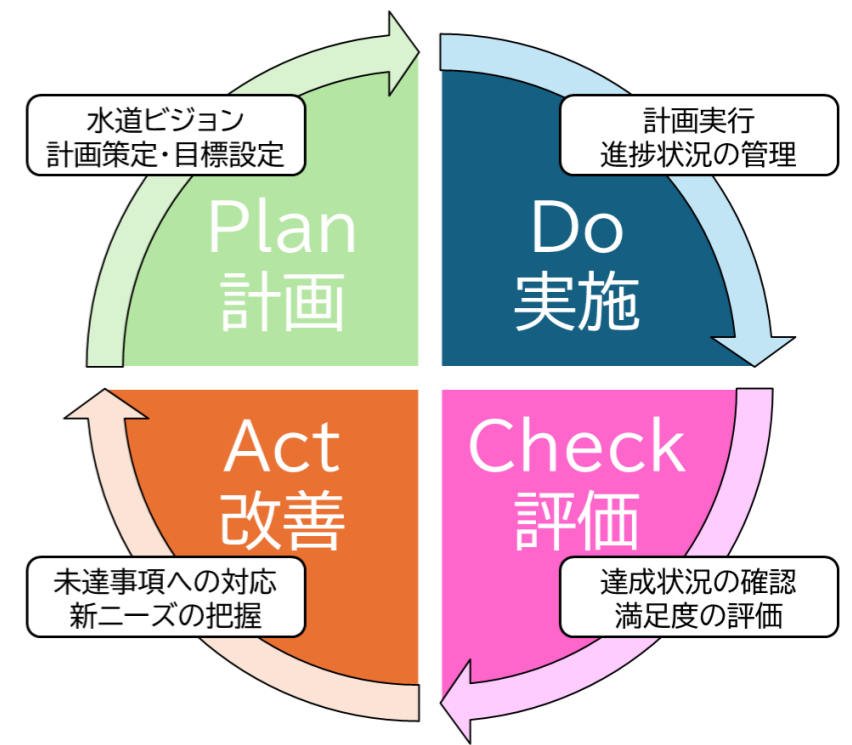 水道ビジョン
計画策定・目標設定
Plan
計画
計画実行
進捗状況の管理
Do
実施
Act
改善
未達事項への対応
新ニーズの把握
Check
評価
達成状況の確認
満足度の評価